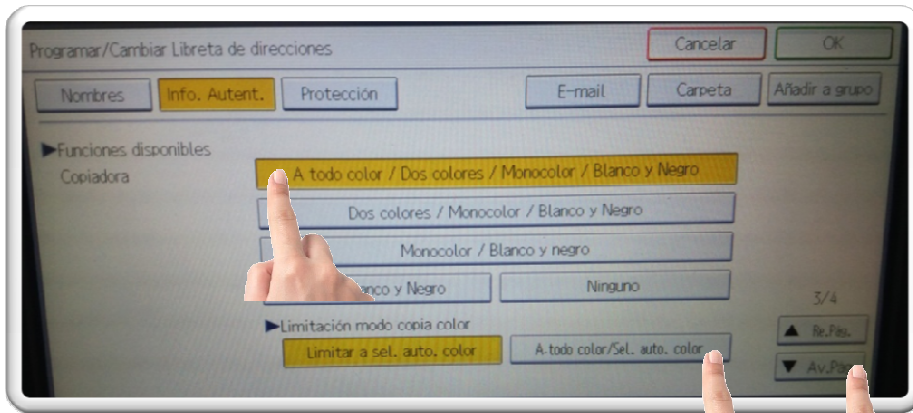 Programar/Cambiar Libreta de direcciones
Cancelar
OK
Nombres
Info. Autent.
Protección
E-mail
Carpeta
Añadir a grupo
►Funciones disponibles
Copiadora
A todo color / Dos colores / Monocolor / Blanco y Negro
Dos colores / Monocolor / Blanco y Negro
Monocolor / Blanco y negro
y Negro
Ninguno
3/4
►Limitación modo copia color
▲ Re.Pág.
Limitar a sel. auto. color
A todo color/Sel. auto. color
▼ Av.